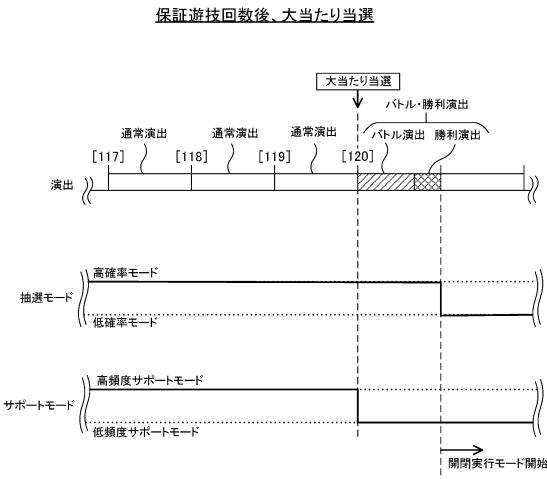 保証遊技回数後、大当たり当選
大当たり当選
バトル・勝利演出
通常演出
通常演出
通常演出
バトル演出
勝利演出
[117]
[118]
[119]
[120]
演出
高確率モード
抽選モード
低確率モード
高頻度サポートモード
サポートモード
低頻度サポートモード
開閉実行モード開始